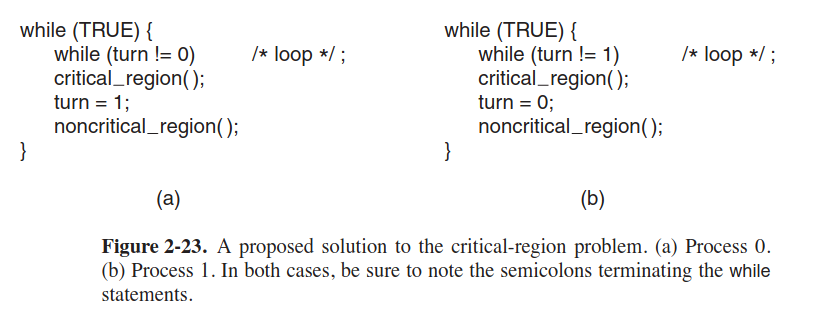 while (TRUE) {
while (turn != 0) /* loop */ ;
critical_region( );
turn = 1;
noncritical_region( );
}
(a)
while (TRUE) {
while (turn != 1) /* loop */ ;
critical_region( );
turn = 0;
noncritical_region( );
}
(b)
Figure 2-23. A proposed solution to the critical-region problem. (a) Process 0.
(b) Process 1. In both cases, be sure to note the semicolons terminating the while
statements.